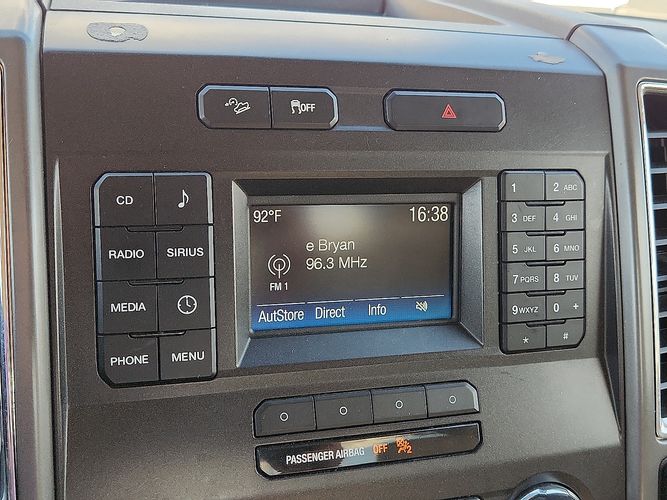 OFF
CD
RADIO SIRIUS
MEDIA
PHONE MENU
92°F 16:38
e Bryan
96.3 MHz
FM 1
AutStore Direct Info
1 2 ABC
3 DEF 4 GHI
5 JKL 6 MNO
7 PQRS 8 TUV
9 WXYZ 0 +
* #
PASSENGER AIRBAG OFF 2